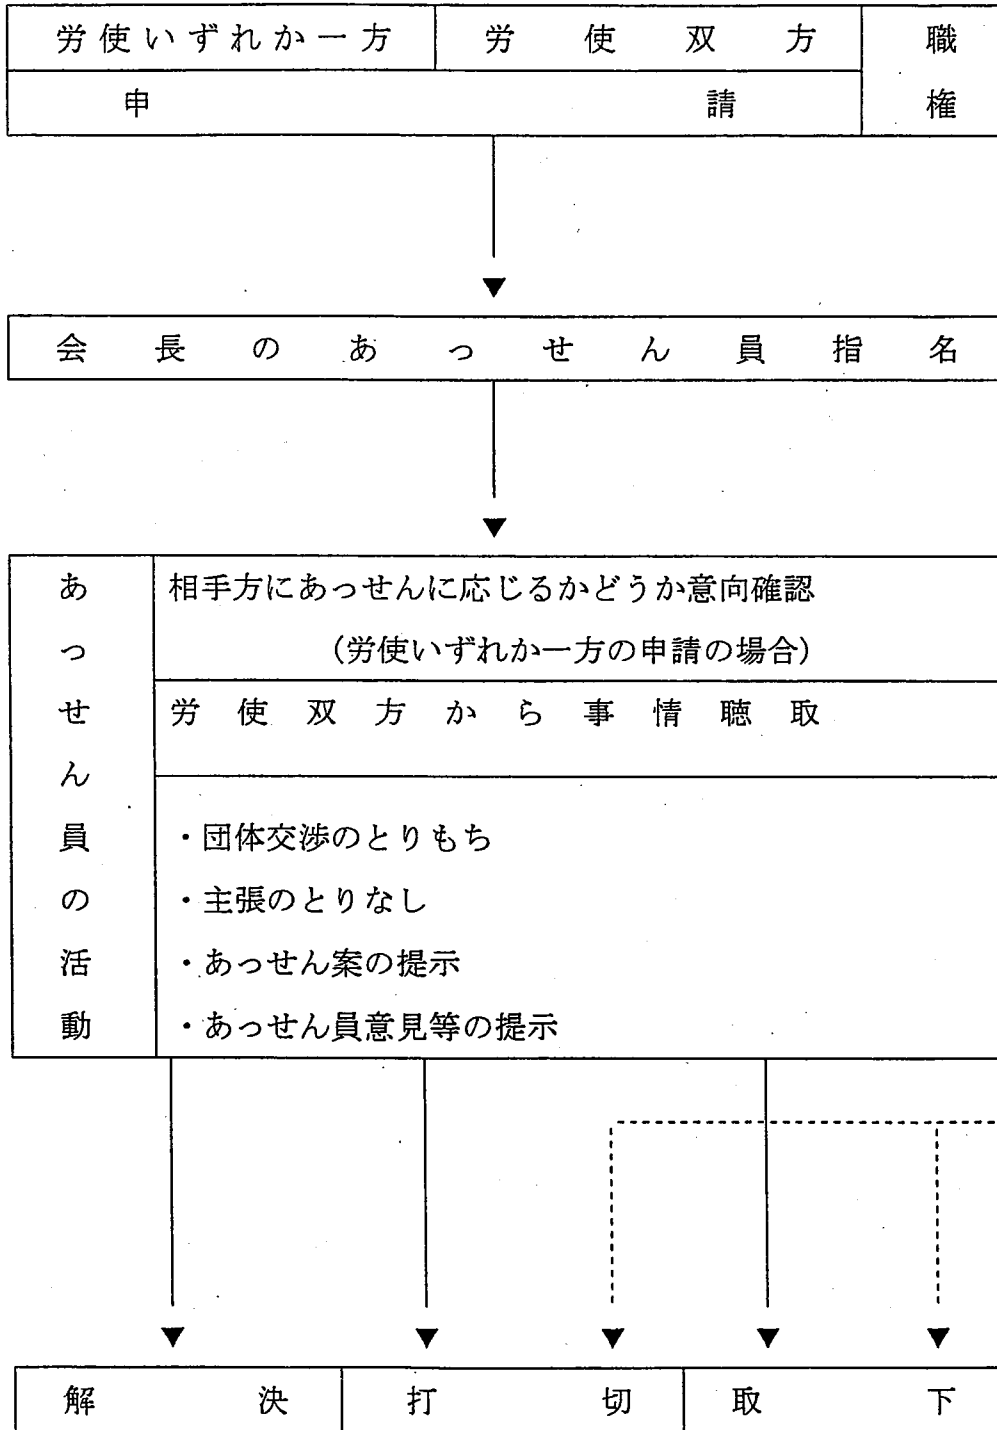 労使いずれか一方 労使双方 職権
申請
会長のあっせん員指名
あっせん員の活動
相手方にあっせんに応じるかどうか意向確認
（労使いずれか一方の申請の場合）
労使双方から事情聴取
・団体交渉のとりもち
・主張のとりなし
・あっせん案の提示
・あっせん員意見等の提示
解決 打切 取下